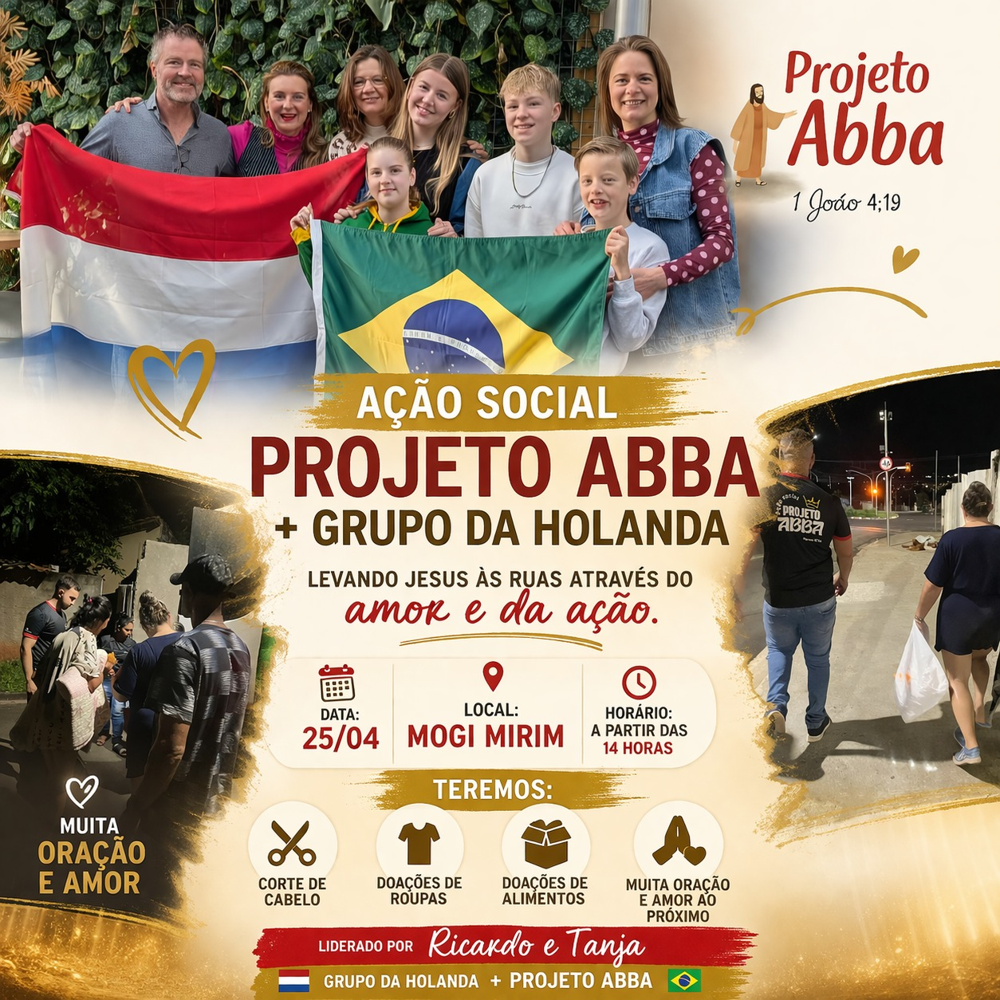 Projeto
Abba
1 João 4;19
AÇÃO SOCIAL
PROJETO ABBA
+ GRUPO DA HOLANDA
LEVANDO JESUS ÀS RUAS ATRAVÉS DO
amor e da ação.
PROJETO
ABBA
DATA:
25/04
LOCAL:
MOGI MIRIM
HORÁRIO:
A PARTIR DAS
14 HORAS
TEREMOS:
MUITA
ORAÇÃO
E AMOR
CORTE DE
CABELO
DOAÇÕES DE
ROUPAS
DOAÇÕES DE
ALIMENTOS
MUITA ORAÇÃO
E AMOR AO
PRÓXIMO
LIDERADO POR Ricardo e Tanja
GRUPO DA HOLANDA + PROJETO ABBA